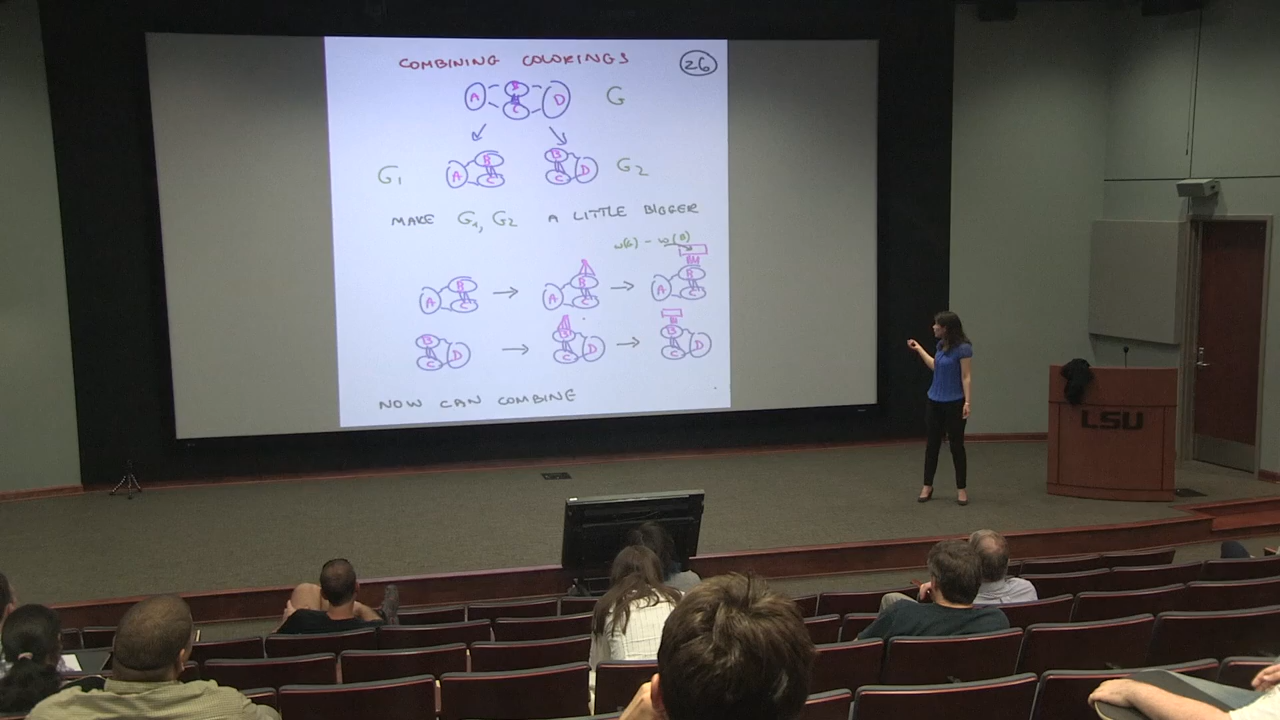 COMBINING COLORINGS 26
A B C D G
G1 A B C B C D G2
MAKE G1, G2 A LITTLE BIGGER
w(G) - w(B)
A B C → A B C → A B C
B C D → B C D → B C D
NOW CAN COMBINE
LSU